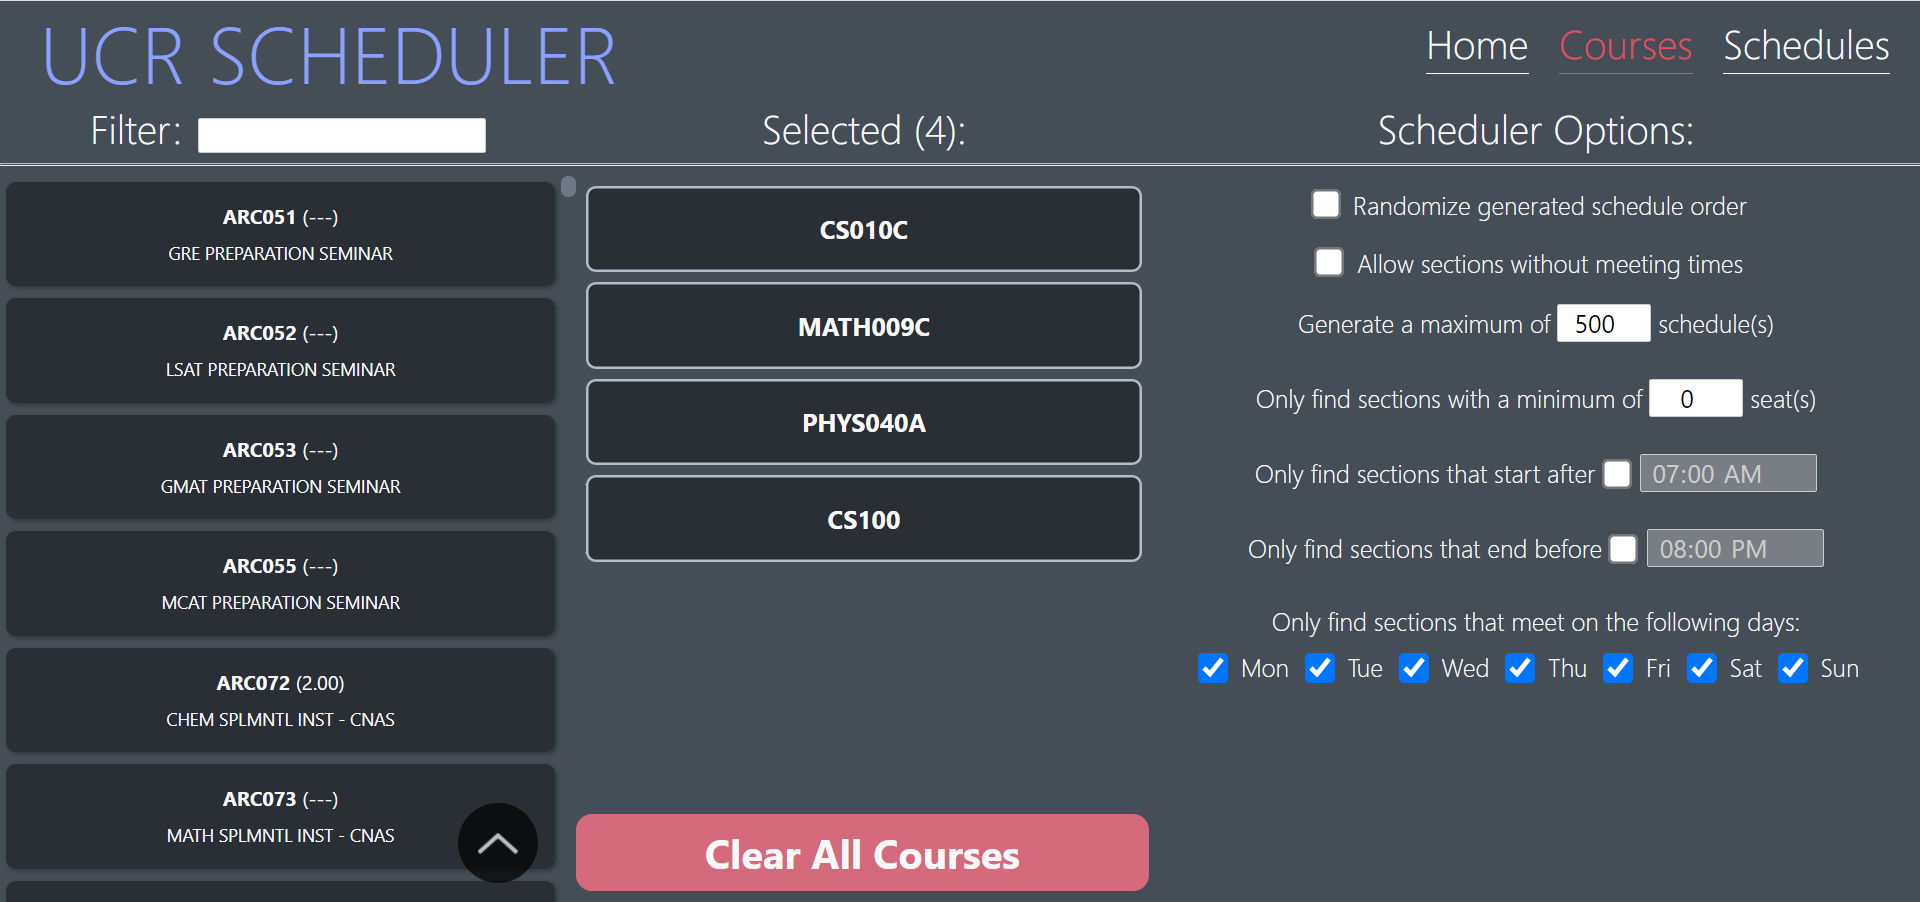 UCR SCHEDULER
Home Courses Schedules
Filter:
Selected (4):
Scheduler Options:
ARC051 (---)
GRE PREPARATION SEMINAR
ARC052 (---)
LSAT PREPARATION SEMINAR
ARC053 (---)
GMAT PREPARATION SEMINAR
ARC055 (---)
MCAT PREPARATION SEMINAR
ARC072 (2.00)
CHEM SPLMNTL INST - CNAS
ARC073 (---)
MATH SPLMNTL INST - CNAS
CS010C
MATH009C
PHYS040A
CS100
Clear All Courses
Randomize generated schedule order
Allow sections without meeting times
Generate a maximum of 500 schedule(s)
Only find sections with a minimum of 0 seat(s)
Only find sections that start after 07:00 AM
Only find sections that end before 08:00 PM
Only find sections that meet on the following days:
Mon Tue Wed Thu Fri Sat Sun